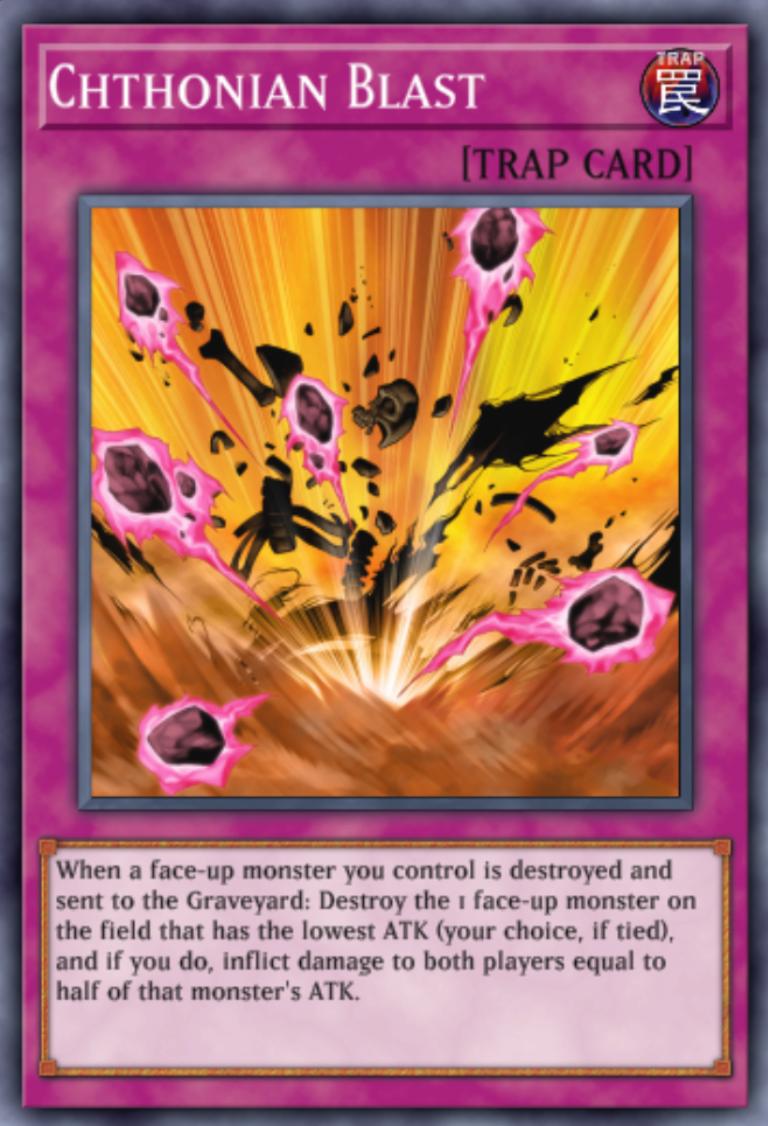 CHTHONIAN BLAST
TRAP
罠
[TRAP CARD]
When a face-up monster you control is destroyed and
sent to the Graveyard: Destroy the 1 face-up monster on
the field that has the lowest ATK (your choice, if tied),
and if you do, inflict damage to both players equal to
half of that monster's ATK.